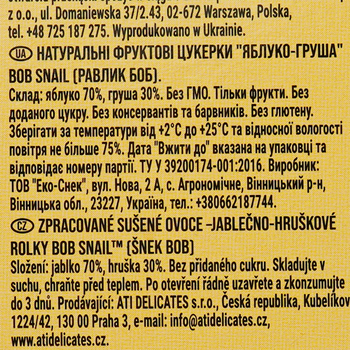 z o.o., ul. Domaniewska 37/2.43, 02-672 Warszawa, Polska,
tel.+48 725 187 275. Wyprodukowano w Ukrainie.
UA НАТУРАЛЬНІ ФРУКТОВІ ЦУКЕРКИ "ЯБЛУКО-ГРУША"
BOB SNAIL (РАВЛИК БОБ).
Склад: яблуко 70%, груша 30%. Без ГМО. Тільки фрукти. Без
доданого цукру. Без консервантів та барвників. Без глютену.
Зберігати за температури від +2°С до +25°С та відносної вологості
повітря не більше 75%. Дата "Вжити до" вказана на упаковці та
відповідає номеру партії. ТУ У 39200174-001:2016. Виробник:
ТОВ "Еко-Снек", вул. Нова, 2 А, с. Агрономічне, Вінницький р-н,
Вінницька обл., 23227, Україна, тел.: +380662187744.
CZ ZPRACOVANÉ SUŠENÉ OVOCE –JABLEČNO-HRUŠKOVÉ
ROLKY BOB SNAIL™ (ŠNEK BOB)
Složení: jablko 70%, hruška 30%. Bez přidaného cukru. Skladujte v
suchu, chraňte před teplem. Po otevření řádně uzavřete a zkonzumujte
do 3 dnů. Prodávající: ATI DELICATES s.r.o., Česká republika, Kubelíkov
1224/42, 130 00 Praha 3, e-mail: info@atidelicates.cz,
www.atidelicates.cz.